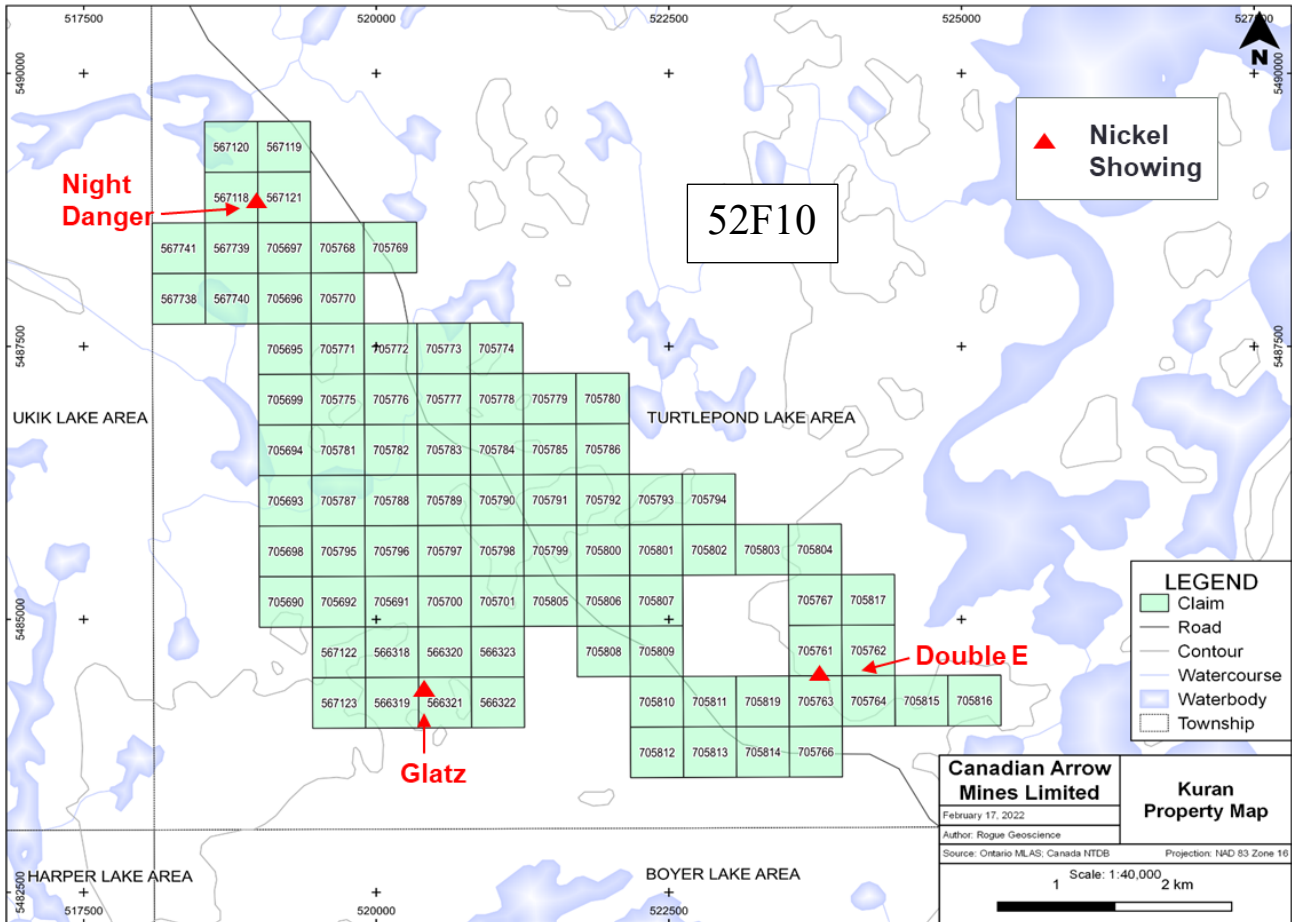 517500 520000 522500 525000 527500
5490000 5490000
N
Nickel
Showing
567120 567119
Night
Danger
567118 567121
52F10
567741 567739 705697 705768 705769
567738 567740 705696 705770
5487500 5487500
705695 705771 705772 705773 705774
705699 705775 705776 705777 705778 705779 705780
UKIK LAKE AREA
TURTLEPOND LAKE AREA
705694 705781 705782 705783 705784 705785 705786
705693 705787 705788 705789 705790 705791 705792 705793 705794
705698 705795 705796 705797 705798 705799 705800 705801 705802 705803 705804
705690 705692 705691 705700 705701 705805 705806 705807 705767 705817
5485000 5485000
567122 566318 566320 566323 705808 705809 705761 705762
Double E
567123 566319 566321 566322 705810 705811 705819 705763 705764 705815 705816
705812 705813 705814 705766
Glatz
LEGEND
Claim
Road
Contour
Watercourse
Waterbody
Township
Canadian Arrow
Mines Limited
February 17, 2022
Author: Rogue Geoscience
Kuran
Property Map
Source: Ontario MLAS; Canada NTDB
Projection: NAD 83 Zone 16
Scale: 1:40,000
1 2 km
HARPER LAKE AREA
BOYER LAKE AREA
5482500
517500 520000 522500